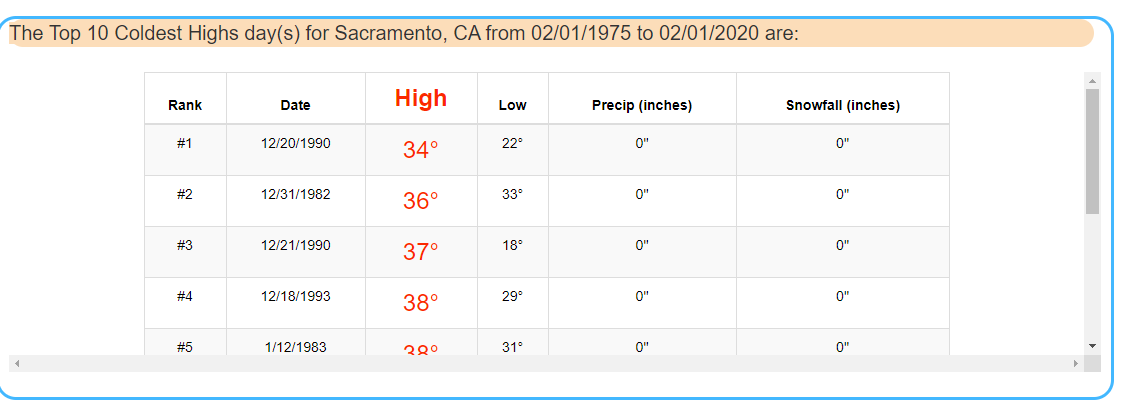 The Top 10 Coldest Highs day(s) for Sacramento, CA from 02/01/1975 to 02/01/2020 are:
Rank Date High Low Precip (inches) Snowfall (inches)
#1 12/20/1990 34° 22° 0" 0"
#2 12/31/1982 36° 33° 0" 0"
#3 12/21/1990 37° 18° 0" 0"
#4 12/18/1993 38° 29° 0" 0"
#5 1/12/1983 38° 31° 0" 0"